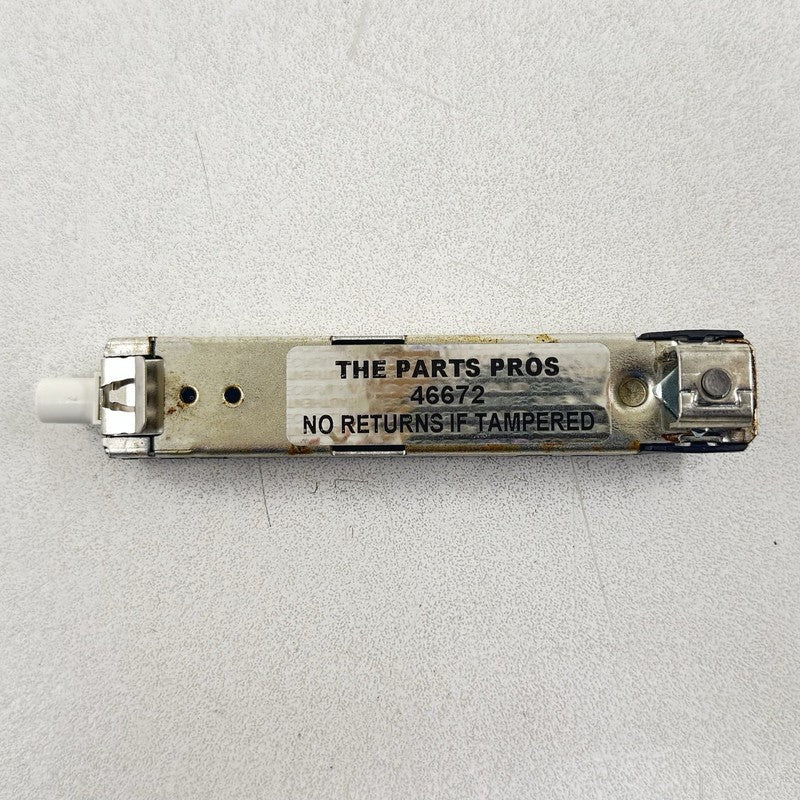 THE PARTS PROS
46672
NO RETURNS IF TAMPERED